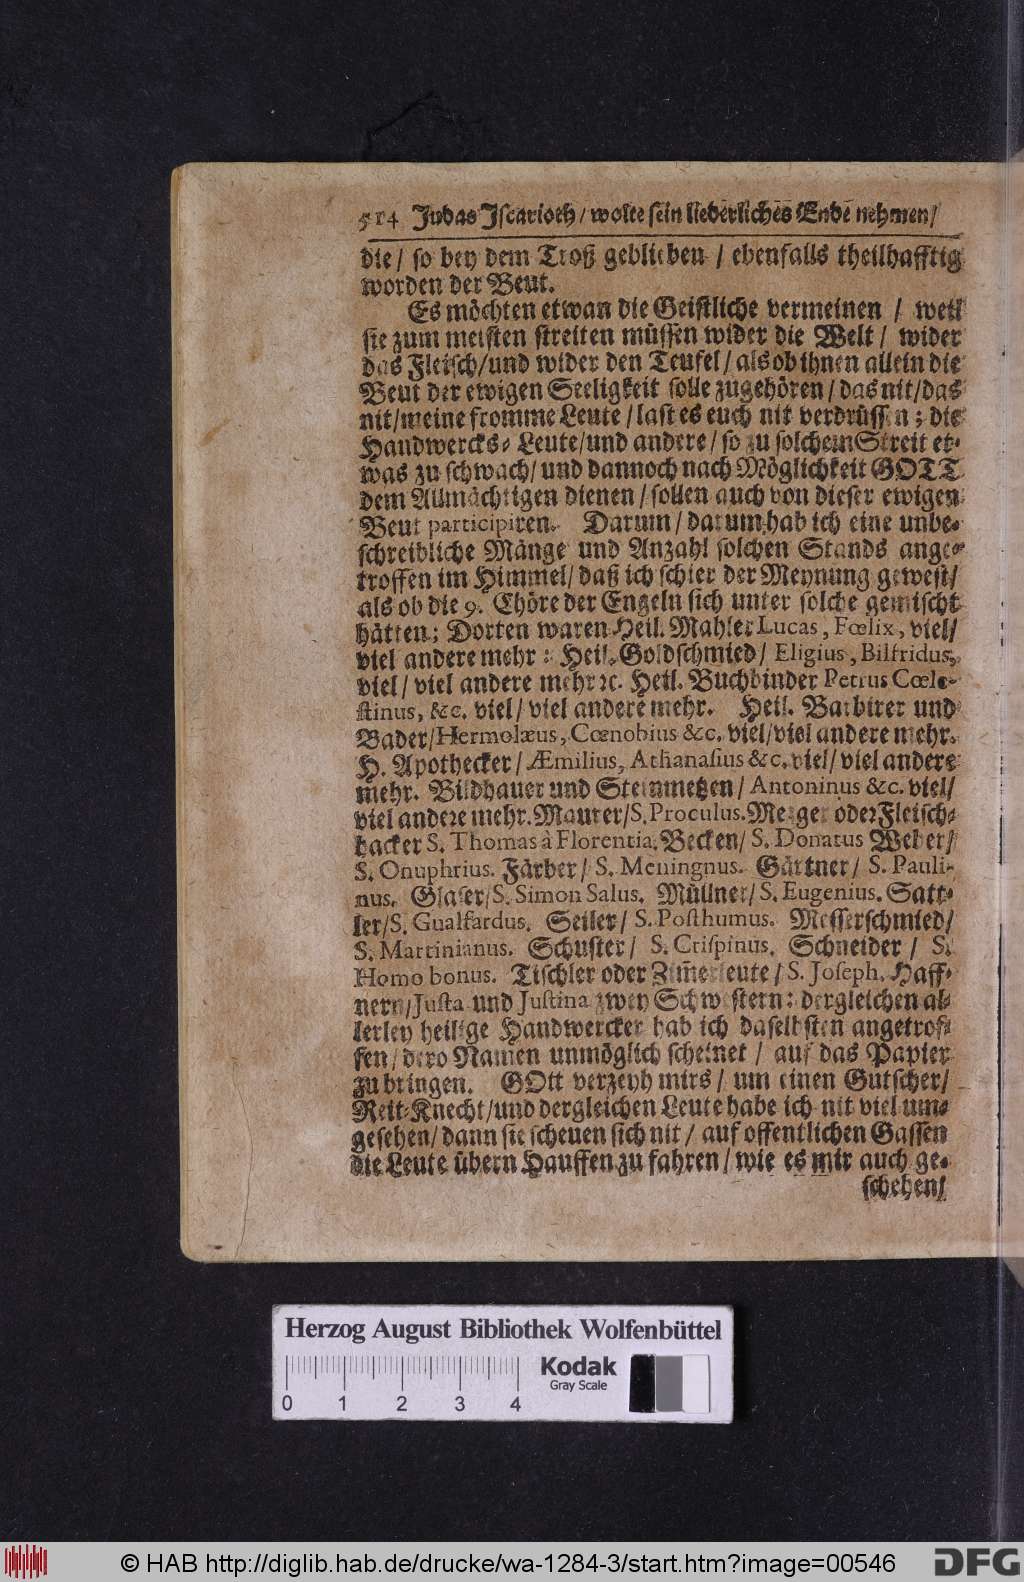 514 Judas Jscarioth / wolte sein liederliches Ende nehmen /
die / so bey dem Troß geblieben / ebenfalls theilhafftig
worden der Beut.
Es möchten etwan die Geistliche vermeinen / weil
sie zum meisten streiten müssen wider die Welt / wider
das Fleisch / und wider den Teufel / als ob ihnen allein die
Beut der ewigen Seeligkeit solle zugehören / das nit / das
nit / meine fromme Leute / last es euch nit verdrüssen ; die
Handwercks- Leute / und andere / so zu solchem Streit et-
was zu schwach / und dannoch nach Möglichkeit GOTT
dem Allmächtigen dienen / sollen auch von dieser ewigen
Beut participiren. Darum / darum hab ich eine unbe-
schreibliche Mänge und Anzahl solchen Stands ange-
troffen im Himmel / daß ich schier der Meynung gewest /
als ob die 9. Chöre der Engeln sich unter solche gemischt
hätten ; Dorten waren Heil. Mahler Lucas, Fœlix, viel /
viel andere mehr : Heil. Goldschmied / Eligius, Bilfridus,
viel / viel andere mehr ꝛc. Heil. Buchbinder Petrus Cœle-
stinus, &c. viel / viel andere mehr. Heil. Barbirer und
Bader / Hermolæus, Cœnobius &c. viel / viel andere mehr.
H. Apothecker / Æmilius, Athanasius &c. viel / viel andere
mehr. Bildhauer und Steinmetzen / Antoninus &c. viel /
viel andere mehr. Maurer / S. Proculus. Metzger oder Fleisch-
hacker S. Thomas â Florentia. Becken / S. Donatus Weber /
S. Onuphrius. Färber / S. Meningnus. Gärtner / S. Pauli-
nus. Glaser / S. Simon Salus. Müllner / S. Eugenius. Satt-
ler / S. Gualfardus. Seiler / S. Posthumus. Messerschmied /
S. Martinianus. Schuster / S. Crispinus. Schneider / S.
Homo bonus. Tischler oder Zim̄erleute / S. Joseph. Haff-
nern / Justa und Justina zwey Schwestern : dergleichen al-
lerley heilige Handwercker hab ich daselbsten angetrof-
fen / dero Namen unmöglich scheinet / auf das Papier
zu bringen. GOtt verzeyh mirs / um einen Gutscher /
Reit-Knecht / und dergleichen Leute habe ich nit viel um-
gesehen / dann sie scheuen sich nit / auf offentlichen Gassen
die Leute übern Hauffen zu fahren / wie es mir auch ge-
schehen /
Herzog August Bibliothek Wolfenbüttel
Kodak
Gray Scale
0 1 2 3 4
© HAB http://diglib.hab.de/drucke/wa-1284-3/start.htm?image=00546
DFG